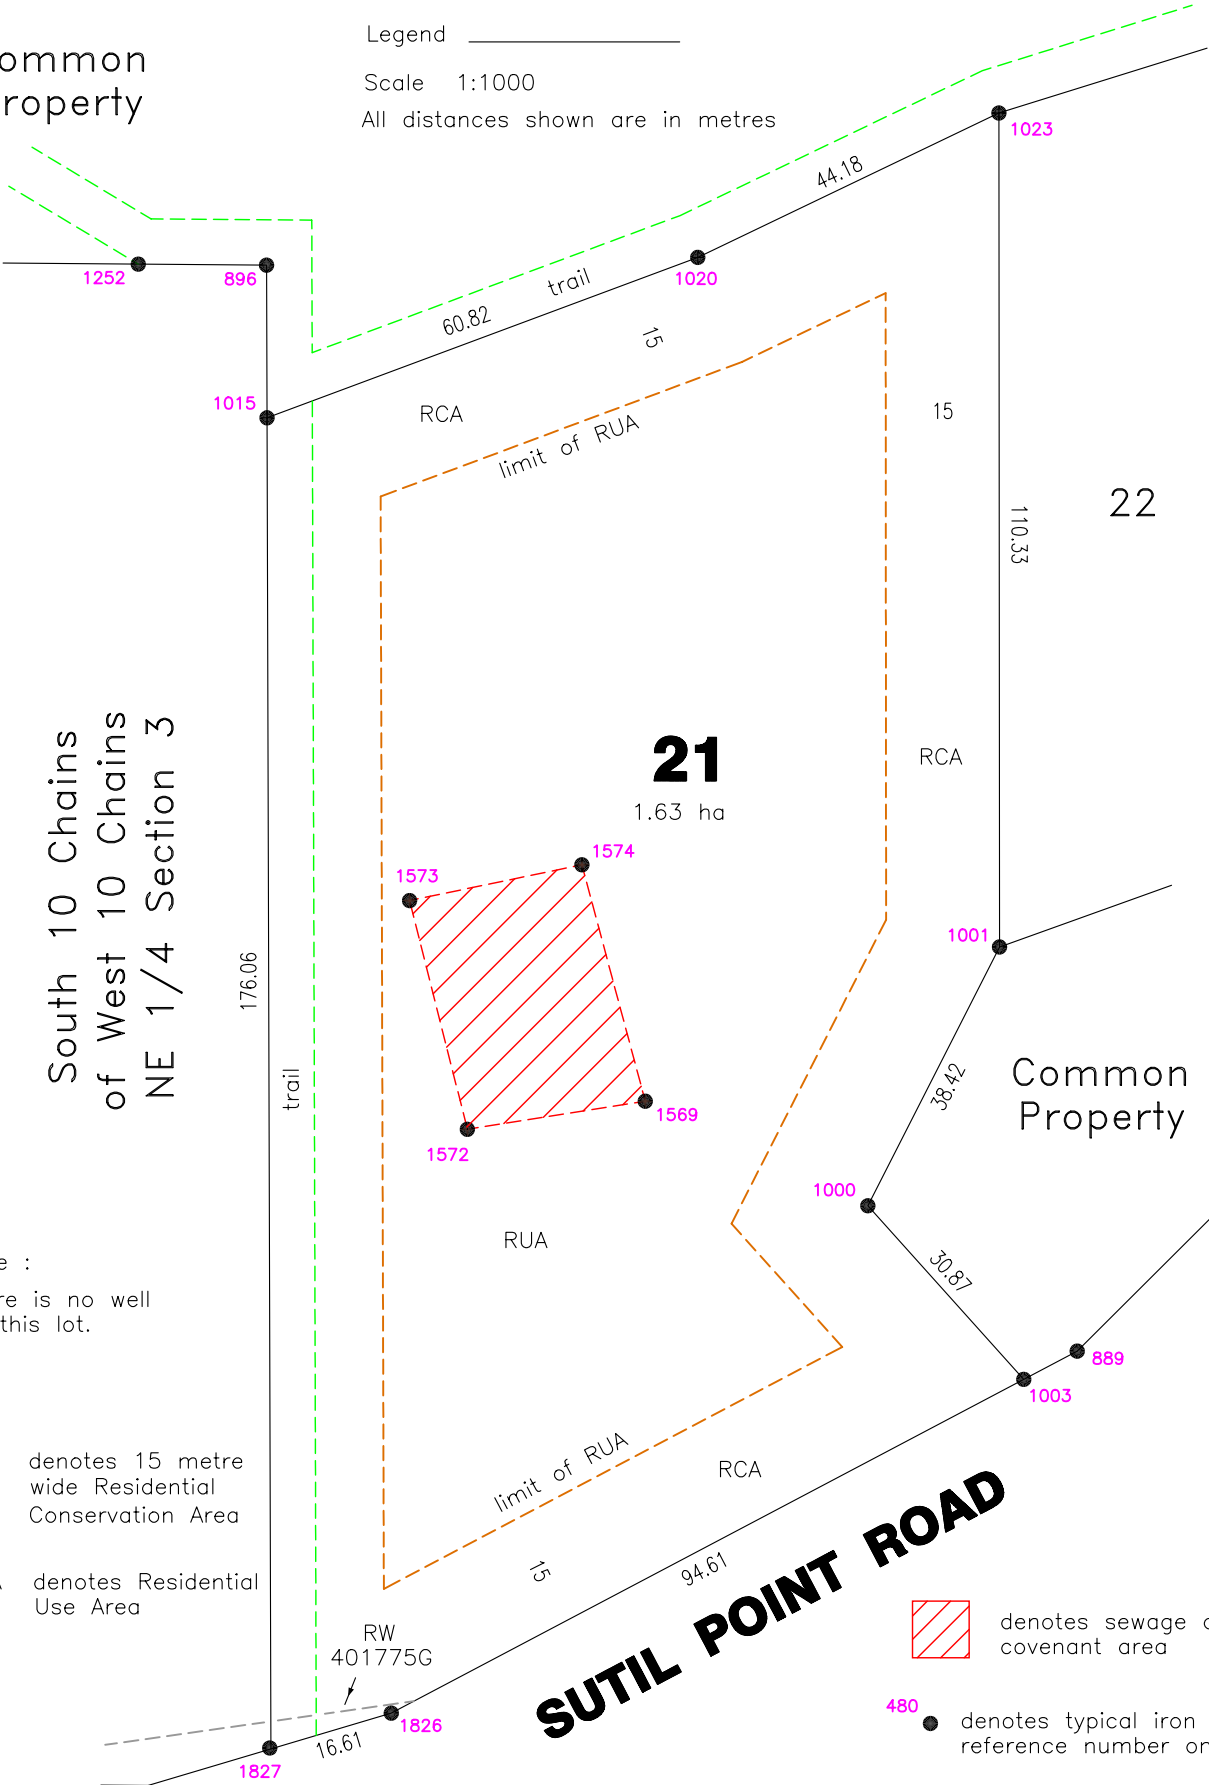 Legend
Scale 1:1000
All distances shown are in metres
ommon
roperty
1023
44.18
1252
896
trail
1020
60.82
15
1015
RCA
limit of RUA
15
22
110.33
21
1.63 ha
RCA
South 10 Chains
of West 10 Chains
NE 1/4 Section 3
1574
1573
1001
176.06
trail
Common
Property
38.42
1569
1572
1000
RUA
e :
re is no well
this lot.
30.87
889
1003
limit of RUA
RCA
denotes 15 metre
wide Residential
Conservation Area
SUTIL POINT ROAD
15
94.61
denotes Residential
Use Area
RW
401775G
denotes sewage
covenant area
480
denotes typical iron
reference number on
1826
16.61
1827